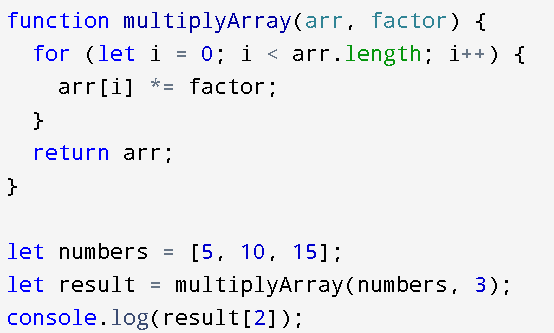 function multiplyArray(arr, factor) {
  for (let i = 0; i < arr.length; i++) {
    arr[i] *= factor;
  }
  return arr;
}

let numbers = [5, 10, 15];
let result = multiplyArray(numbers, 3);
console.log(result[2]);